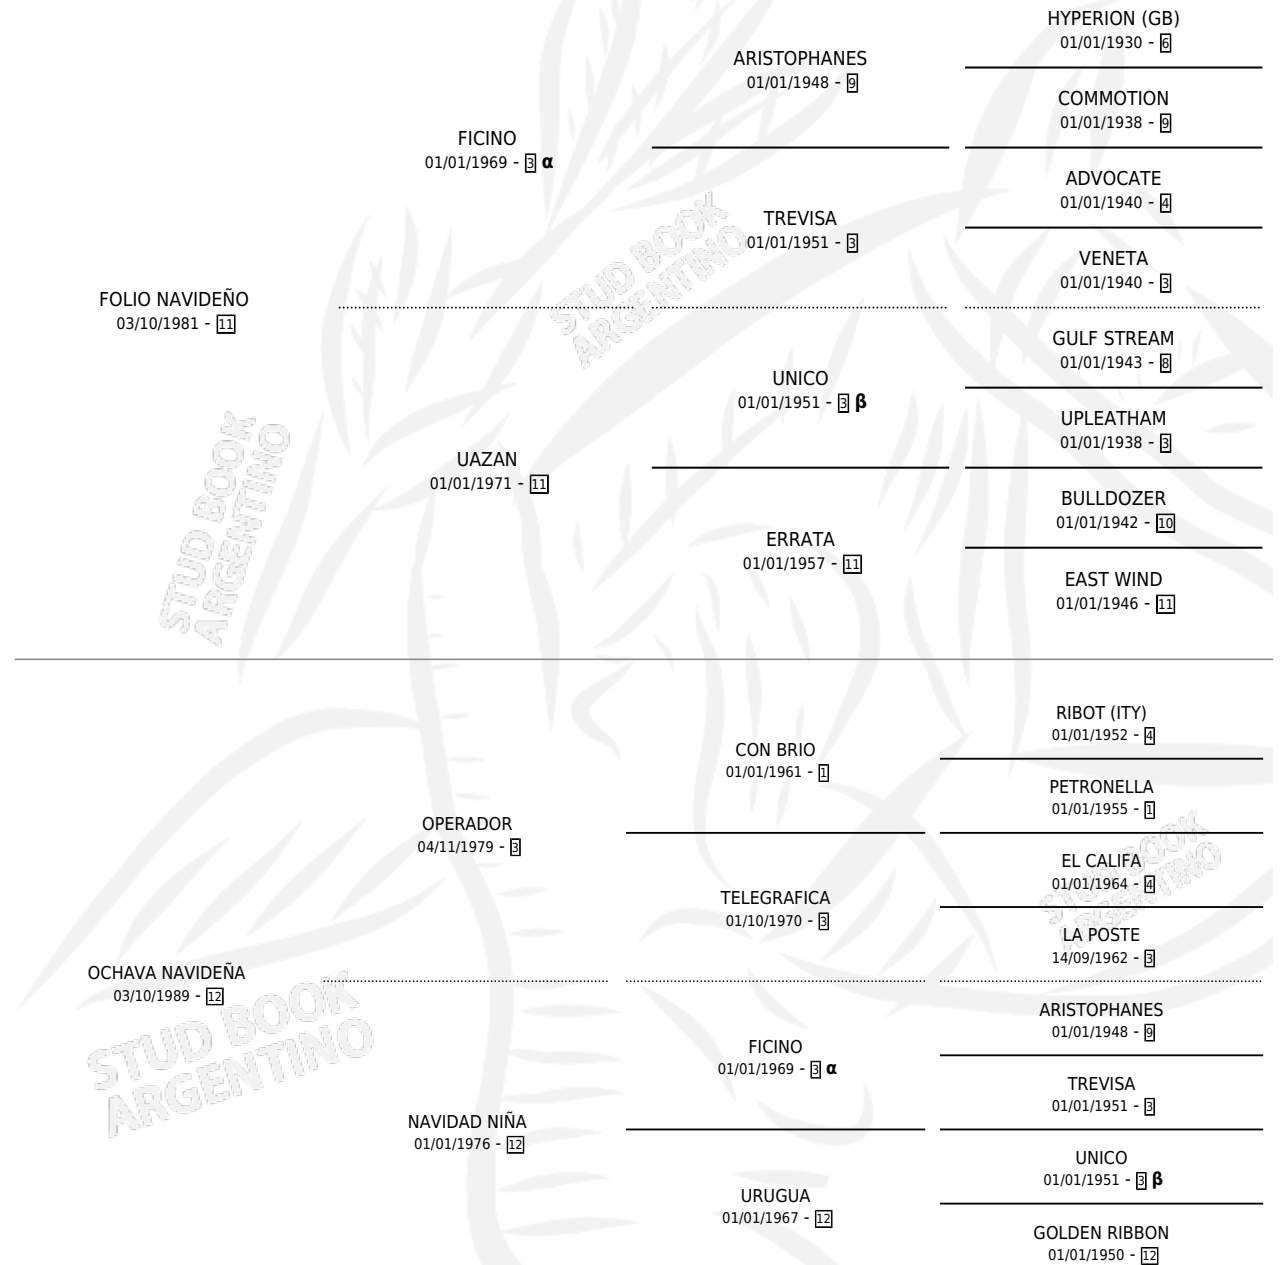 HYPERION (GB)
01/01/1930 - 6
ARISTOPHANES
01/01/1948 - 9
COMMOTION
01/01/1938 - 9
FICINO
01/01/1969 - 3 α
ADVOCATE
01/01/1940 - 4
TREVISA
01/01/1951 - 3
VENETA
01/01/1940 - 3
STUD BOOK
ARGENTINO
FOLIO NAVIDEÑO
03/10/1981 - 11
GULF STREAM
01/01/1943 - 8
UNICO
01/01/1951 - 3 β
UPLEATHAM
01/01/1938 - 3
UAZAN
01/01/1971 - 11
BULLDOZER
01/01/1942 - 10
ERRATA
01/01/1957 - 11
EAST WIND
01/01/1946 - 11
STUD BOOK
ARGENTINO
RIBOT (ITY)
01/01/1952 - 4
CON BRIO
01/01/1961 - 1
PETRONELLA
01/01/1955 - 1
OPERADOR
04/11/1979 - 3
EL CALIFA
01/01/1964 - 4
TELEGRAFICA
01/10/1970 - 3
LA POSTE
14/09/1962 - 3
STUD BOOK
ARGENTINO
OCHAVA NAVIDEÑA
03/10/1989 - 12
ARISTOPHANES
01/01/1948 - 9
FICINO
01/01/1969 - 3 α
TREVISA
01/01/1951 - 3
STUD BOOK
ARGENTINO
NAVIDAD NIÑA
01/01/1976 - 12
UNICO
01/01/1951 - 3 β
URUGUA
01/01/1967 - 12
GOLDEN RIBBON
01/01/1950 - 12